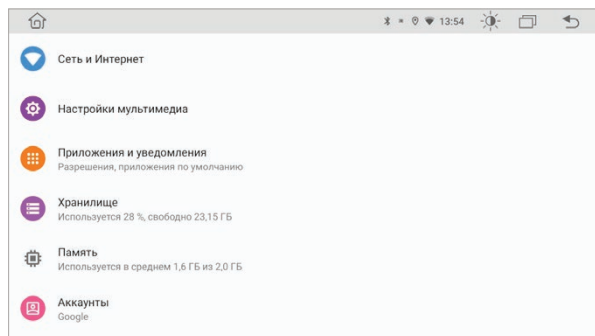 13:54
Сеть и Интернет
Настройки мультимедиа
Приложения и уведомления
Разрешения, приложения по умолчанию
Хранилище
Используется 28 %, свободно 23,15 ГБ
Память
Используется в среднем 1,6 ГБ из 2,0 ГБ
Аккаунты
Google